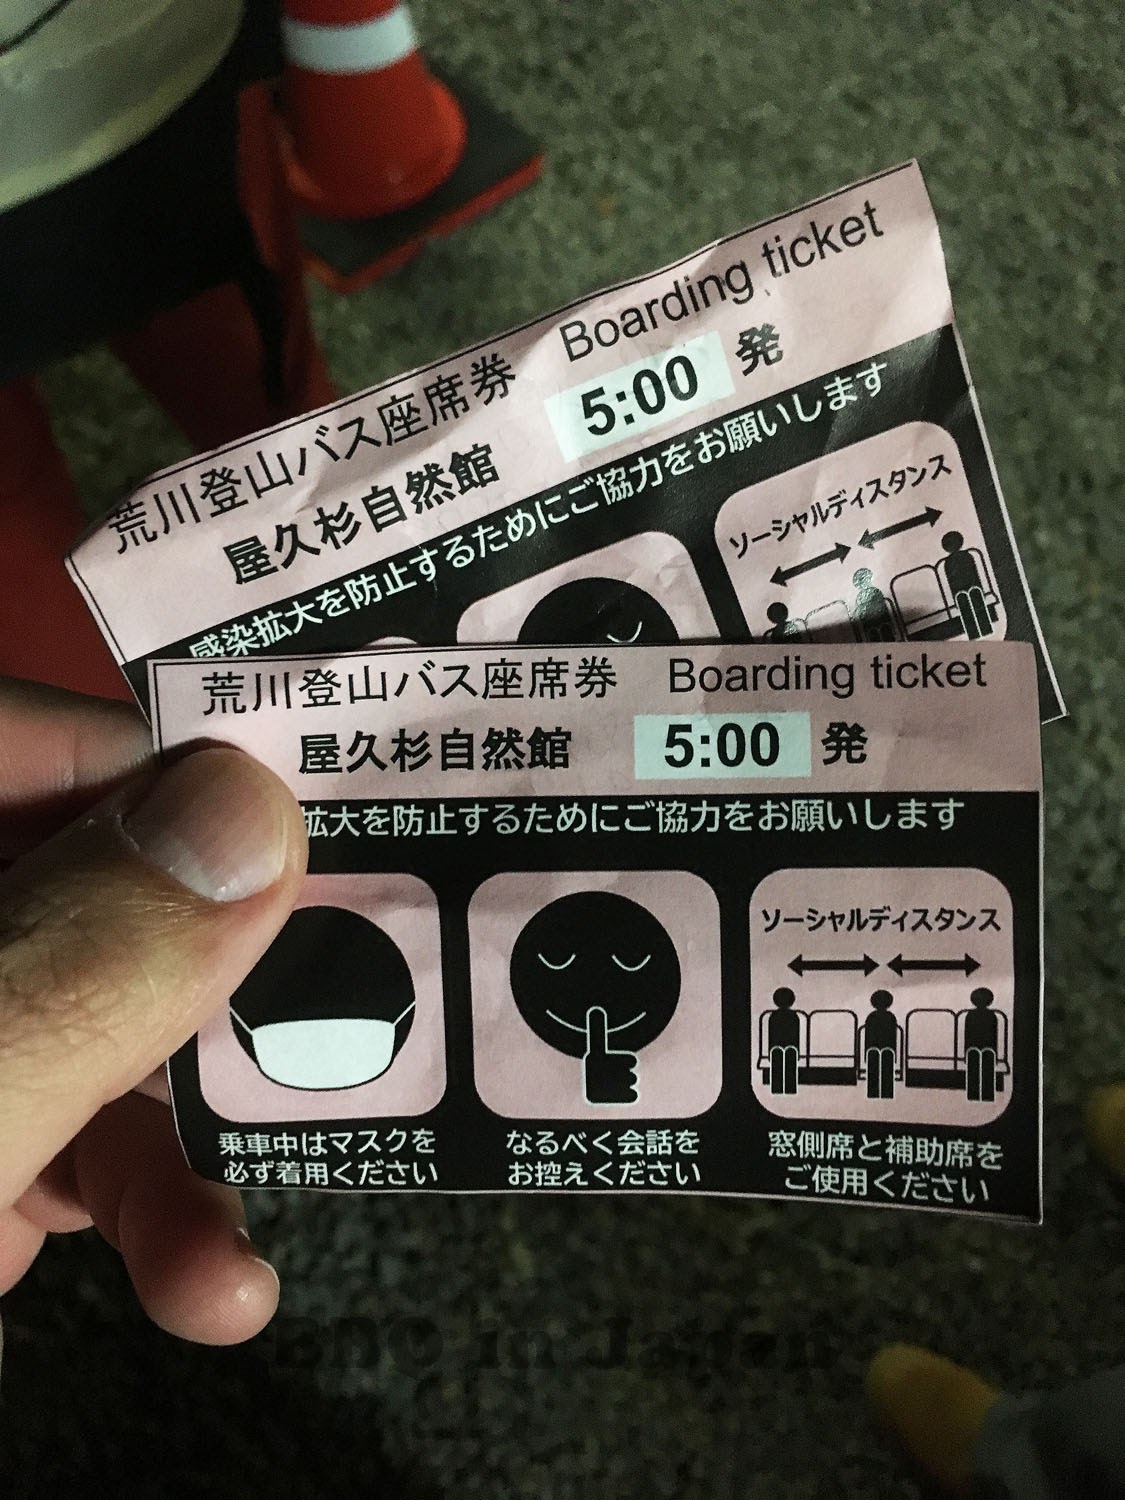 荒川登山バス座席券 Boarding ticket
屋久杉自然館 5:00 発
感染拡大を防止するためにご協力をお願いします
ソーシャルディスタンス
荒川登山バス座席券 Boarding ticket
屋久杉自然館 5:00 発
拡大を防止するためにご協力をお願いします
ソーシャルディスタンス
乗車中はマスクを
必ず着用ください
なるべく会話を
お控えください
窓側席と補助席を
ご使用ください
in Japan